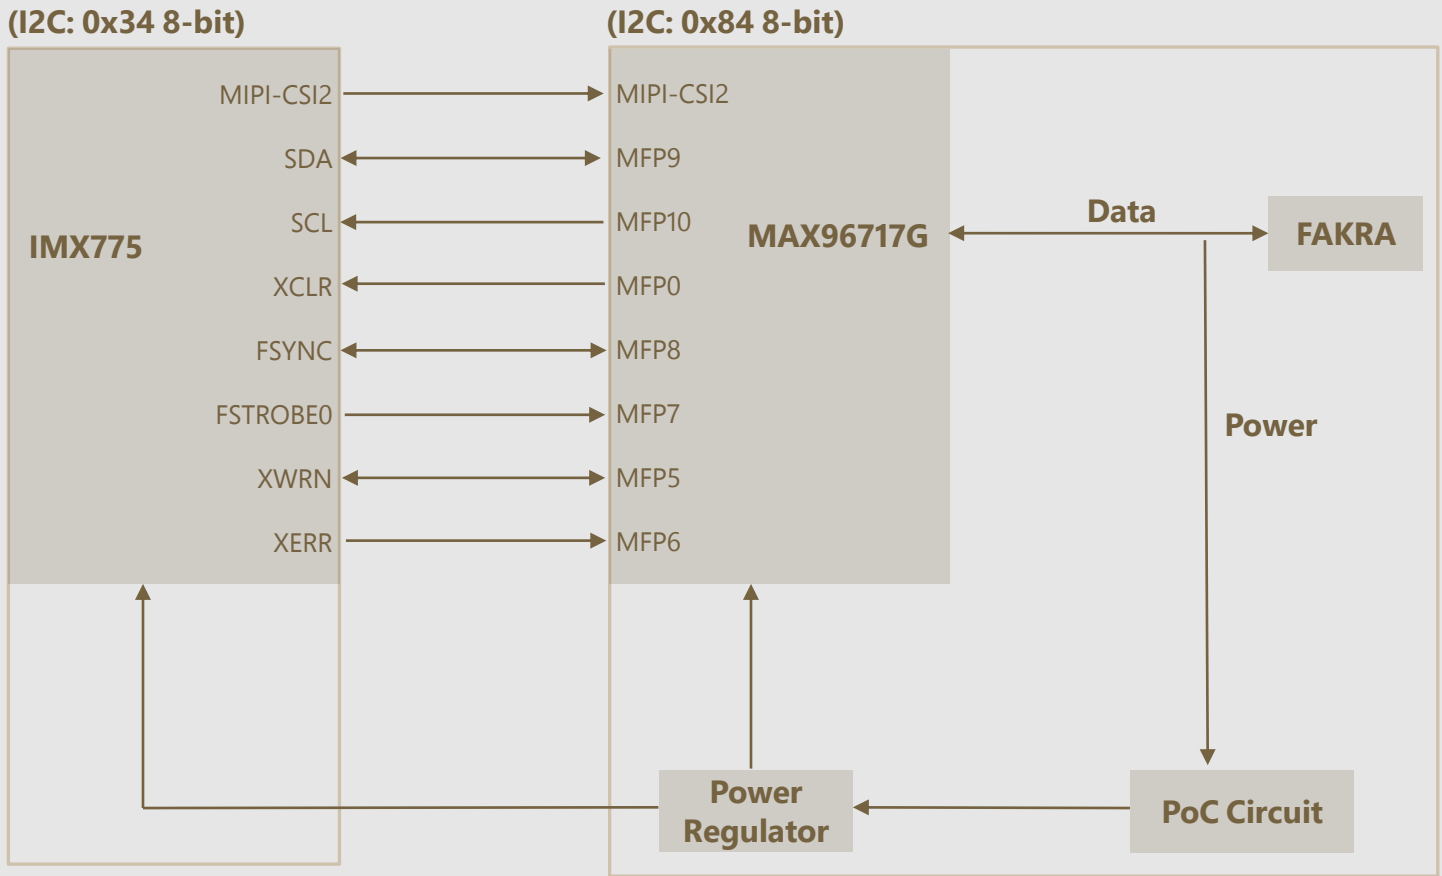 (I2C: 0x34 8-bit)
(I2C: 0x84 8-bit)
MIPI-CSI2
SDA
SCL
XCLR
FSYNC
FSTROBE0
XWRN
XERR
IMX775
MIPI-CSI2
MFP9
MFP10
MFP0
MFP8
MFP7
MFP5
MFP6
MAX96717G
Data
FAKRA
Power
Power
Regulator
PoC Circuit